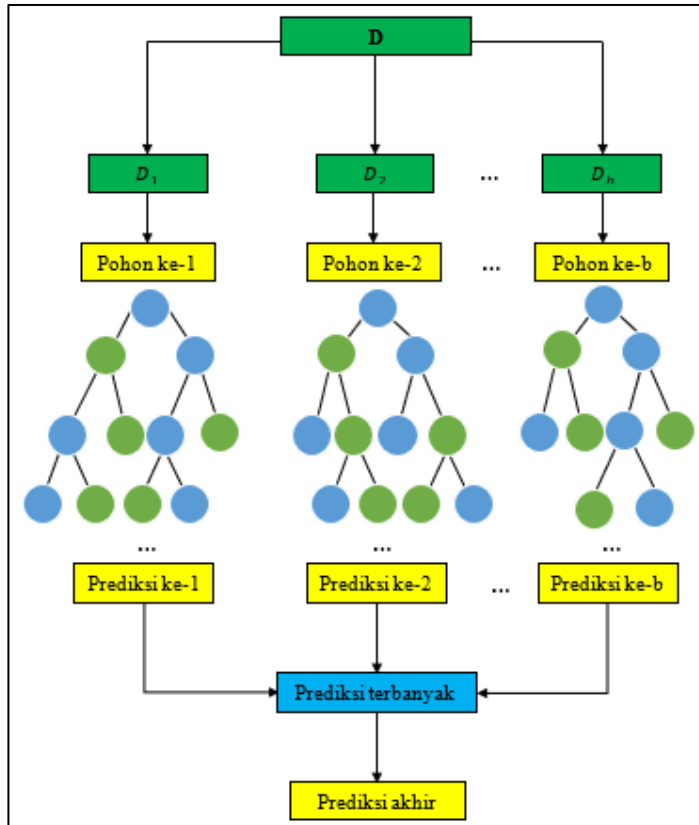 D
D₁ D₂ ... D_b
Pohon ke-1 Pohon ke-2 ... Pohon ke-b
... ... ...
Prediksi ke-1 Prediksi ke-2 ... Prediksi ke-b
Prediksi terbanyak
Prediksi akhir